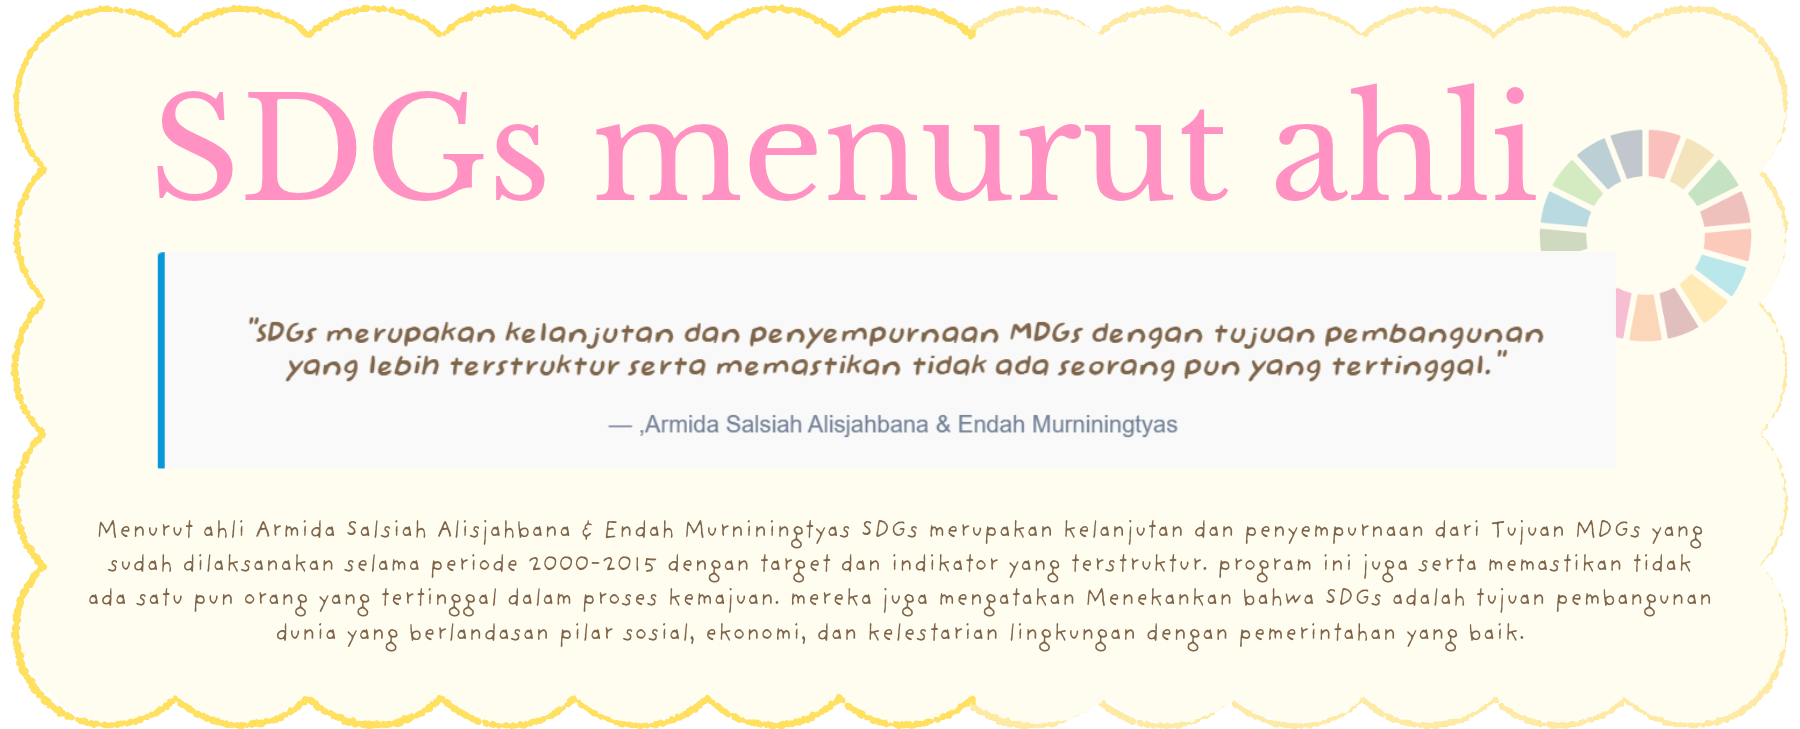 SDGs menurut ahli
"SDGs merupakan kelanjutan dan penyempurnaan MDGs dengan tujuan pembangunan
yang lebih terstruktur serta memastikan tidak ada seorang pun yang tertinggal."
— ,Armida Salsiah Alisjahbana & Endah Murniningtyas
Menurut ahli Armida Salsiah Alisjahbana & Endah Murniningtyas SDGs merupakan kelanjutan dan penyempurnaan dari Tujuan MDGs yang
sudah dilaksanakan selama periode 2000-2015 dengan target dan indikator yang terstruktur. program ini juga serta memastikan tidak
ada satu pun orang yang tertinggal dalam proses kemajuan. mereka juga mengatakan Menekankan bahwa SDGs adalah tujuan pembangunan
dunia yang berlandasan pilar sosial, ekonomi, dan kelestarian lingkungan dengan pemerintahan yang baik.